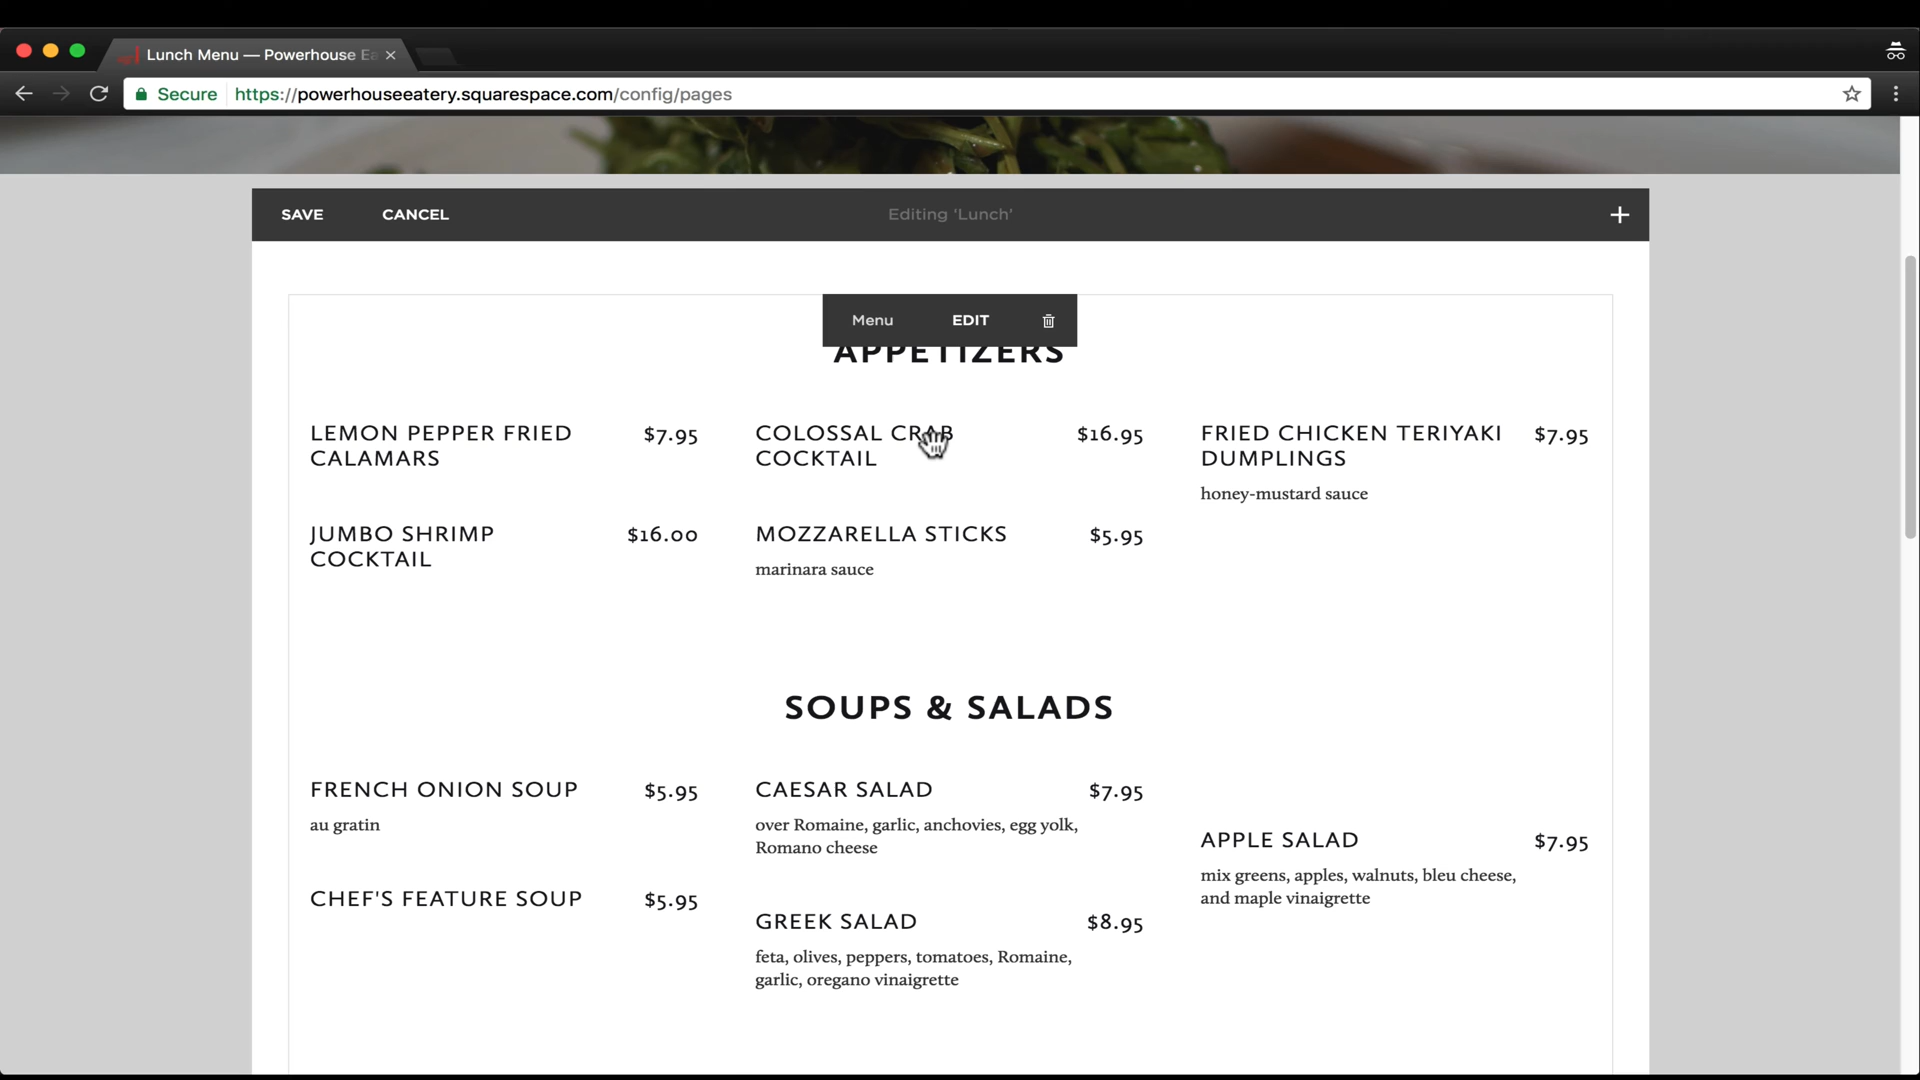 Lunch Menu — Powerhouse Ea
Secure https://powerhouseeatery.squarespace.com/config/pages
SAVE CANCEL Editing 'Lunch'
Menu EDIT
APPETIZERS
LEMON PEPPER FRIED CALAMARS $7.95
JUMBO SHRIMP COCKTAIL $16.00
COLOSSAL CRAB COCKTAIL $16.95
MOZZARELLA STICKS $5.95
marinara sauce
FRIED CHICKEN TERIYAKI DUMPLINGS $7.95
honey-mustard sauce
SOUPS & SALADS
FRENCH ONION SOUP $5.95
au gratin
CHEF'S FEATURE SOUP $5.95
CAESAR SALAD $7.95
over Romaine, garlic, anchovies, egg yolk,
Romano cheese
GREEK SALAD $8.95
feta, olives, peppers, tomatoes, Romaine,
garlic, oregano vinaigrette
APPLE SALAD $7.95
mix greens, apples, walnuts, bleu cheese,
and maple vinaigrette